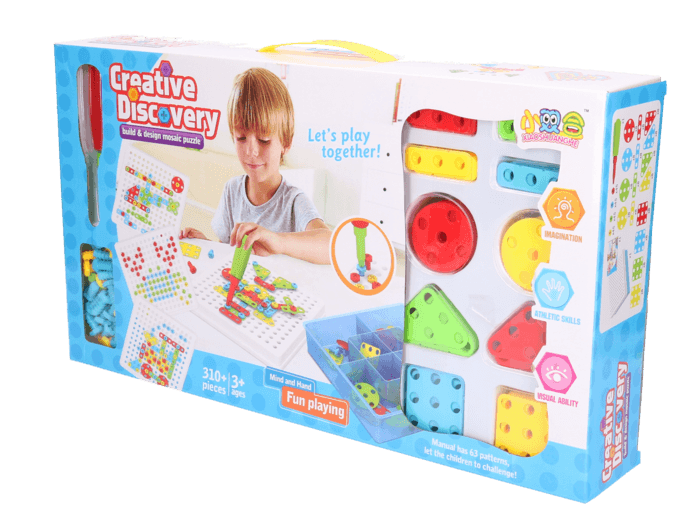 Creative
Discovery
build & design mosaic puzzle
Let's play
together!
310+
pieces
3+
ages
Mind and Hand
Fun playing
IMAGINATION
ATHLETIC SKILLS
VISUAL ABILITY
Manual has 63 patterns,
let the children to challenge!
Creative
Discovery